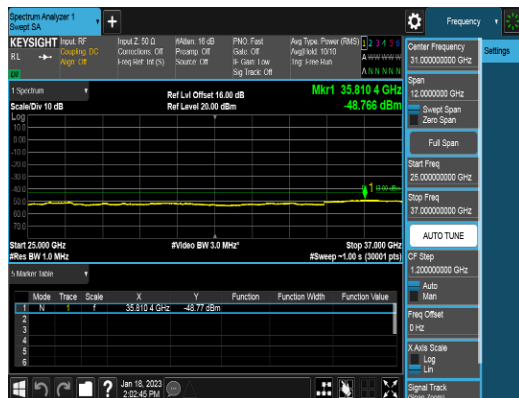 Spectrum Analyzer 1
Swept SA
Frequency
Settings
KEYSIGHT
Input: RF
Coupling: DC
Align: Off
Input Z: 50 Ω
Corrections: Off
Freq Ref: Int (S)
#Atten: 16 dB
Preamp: Off
Source: Off
PNO: Fast
Gate: Off
IF Gain: Low
Sig Track: Off
Avg Type: Power (RMS)
Avg|Hold: 10/10
Trig: Free Run
1 2 3 4 5 6
A W W W W W
A N N N N N
R L
1 Spectrum
Scale/Div 10 dB
Ref Lvl Offset 16.00 dB
Ref Level 20.00 dBm
Mkr1 35.810 4 GHz
-48.766 dBm
Log
10.0
0.00
-10.0
-20.0
-30.0
-40.0
-50.0
-60.0
-70.0
1
Start 25.000 GHz
#Res BW 1.0 MHz
#Video BW 3.0 MHz*
Stop 37.000 GHz
#Sweep ~1.00 s (30001 pts)
5 Marker Table
Mode Trace Scale X Y Function Function Width Function Value
1 N 1 f 35.810 4 GHz -48.77 dBm
2
3
4
5
6
Jan 18, 2023
2:02:45 PM
Center Frequency
31.00000000 GHz
Span
12.0000000 GHz
Swept Span
Zero Span
Full Span
Start Freq
25.00000000 GHz
Stop Freq
37.00000000 GHz
AUTO TUNE
CF Step
1.200000000 GHz
Auto
Man
Freq Offset
0 Hz
X Axis Scale
Log
Lin
Signal Track
(Span Zoom)